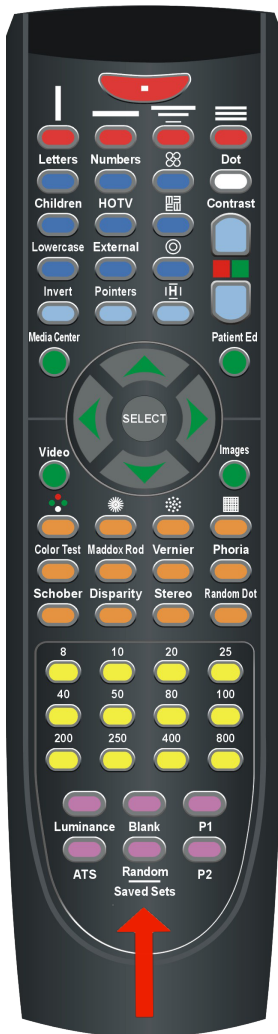 Letters Numbers Dot
Children HOTV Contrast
Lowercase External
Invert Pointers |H|
Media Center Patient Ed
SELECT
Video Images
Color Test Maddox Rod Vernier Phoria
Schober Disparity Stereo Random Dot
8 10 20 25
40 50 80 100
200 250 400 800
Luminance Blank P1
ATS Random P2
Saved Sets